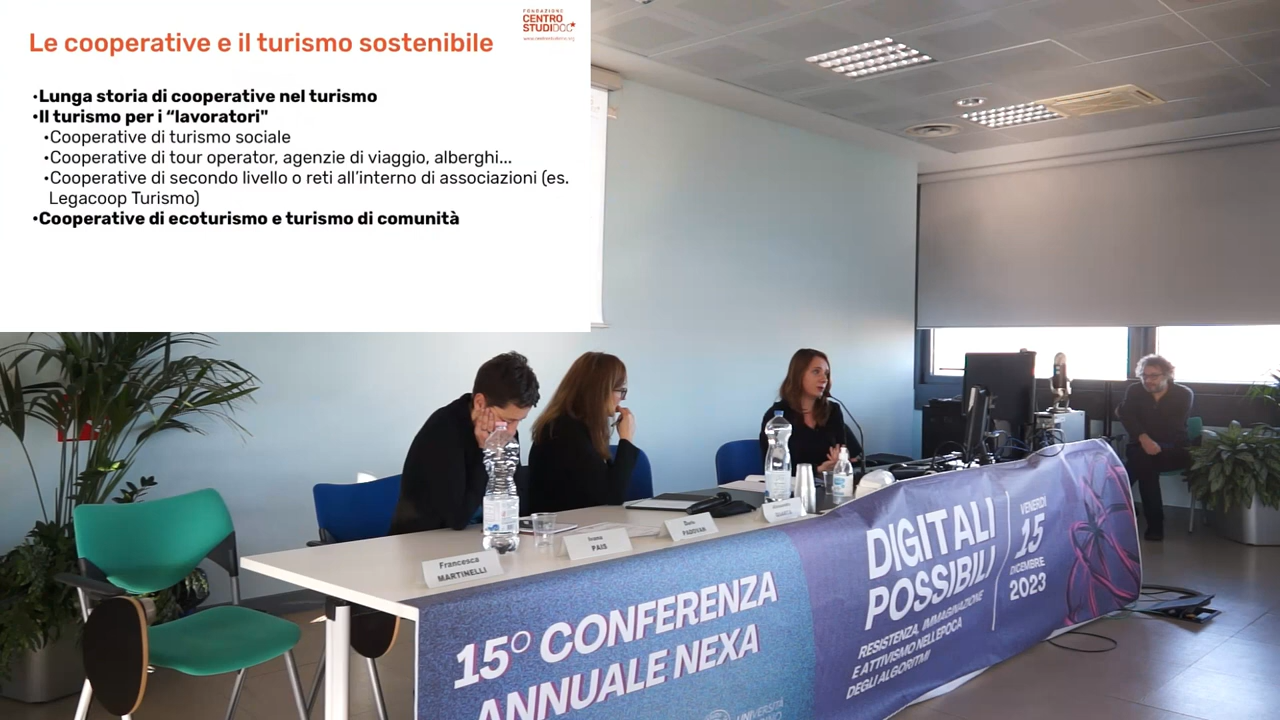 Le cooperative e il turismo sostenibile
FONDAZIONE
CENTRO
STUDIDOC
•Lunga storia di cooperative nel turismo
•Il turismo per i “lavoratori"
•Cooperative di turismo sociale
•Cooperative di tour operator, agenzie di viaggio, alberghi...
•Cooperative di secondo livello o reti all’interno di associazioni (es.
Legacoop Turismo)
•Cooperative di ecoturismo e turismo di comunità
Francesca
MARTINELLI
Ivana
PAIS
PADOVAN
15° CONFERENZA
ANNUALE NEXA
DIGITALI
POSSIBILI
RESISTENZA, IMMAGINAZIONE
E ATTIVISMO NELL'EPOCA
DEGLI ALGORITMI
VENERDÌ
15
DICEMBRE
2023
UNIVERSITÀ